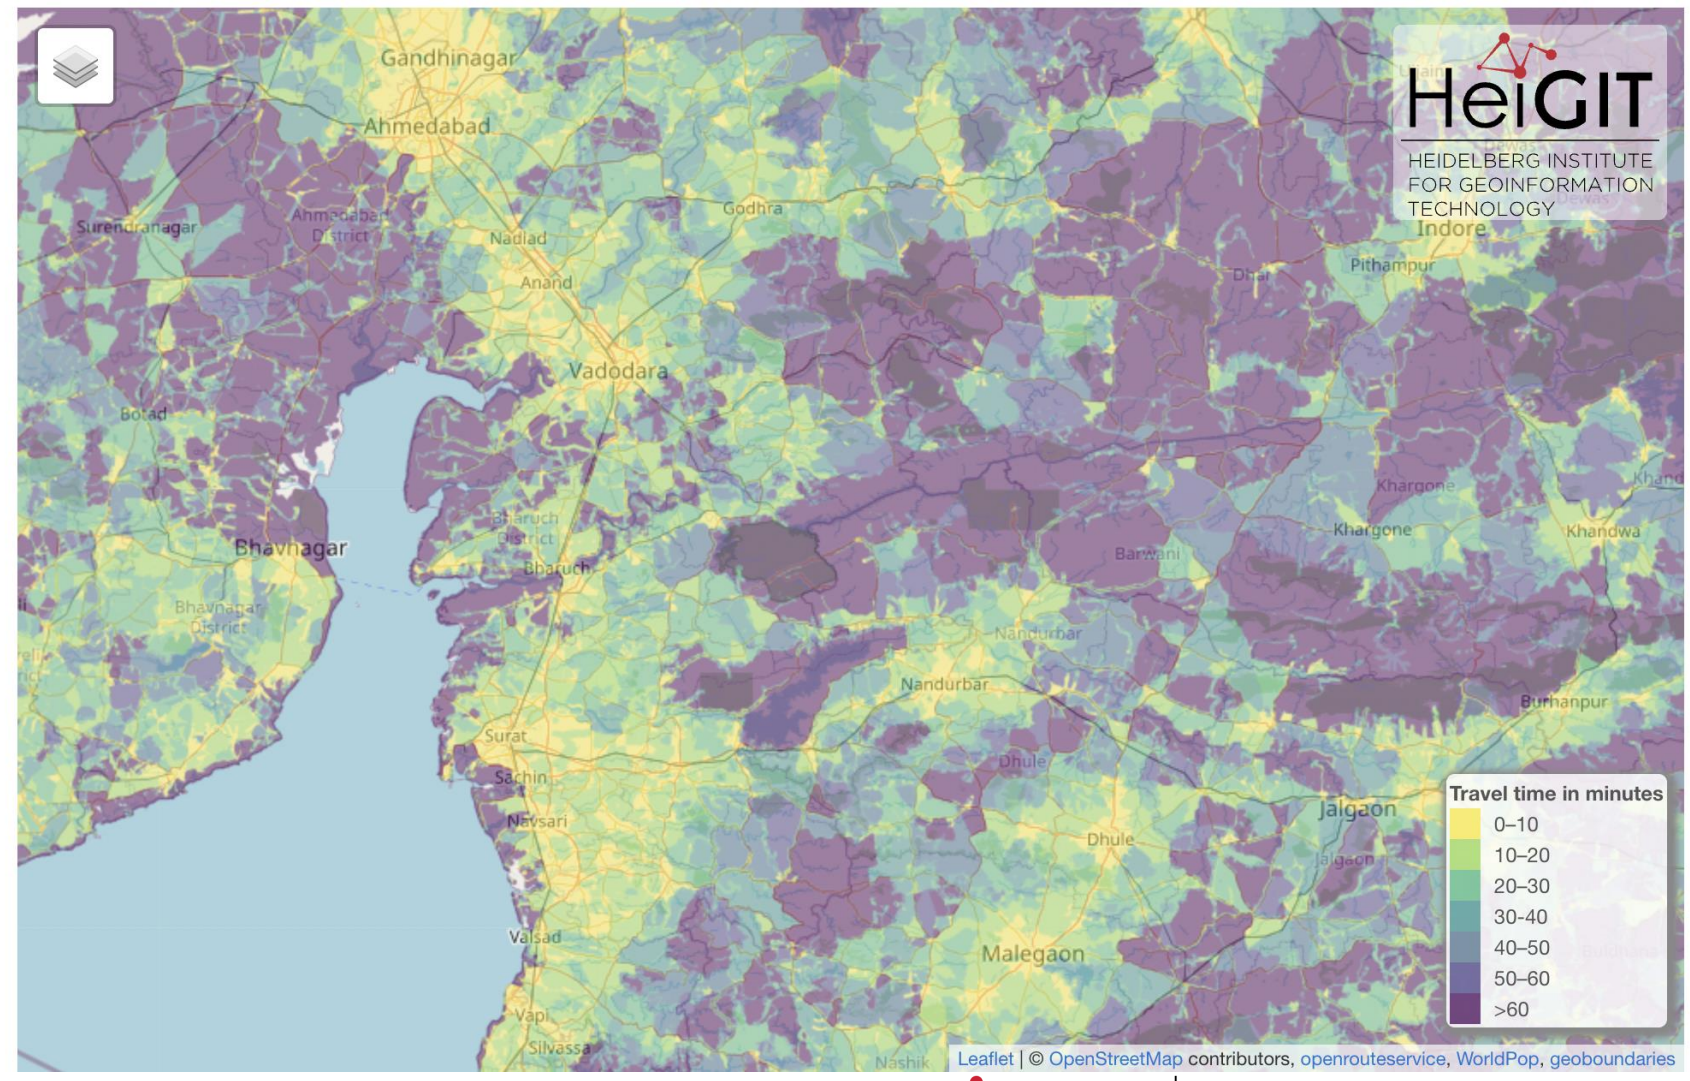 Gandhinagar
Ahmedabad
HeiGIT
HEIDELBERG INSTITUTE
FOR GEOINFORMATION
TECHNOLOGY
Dewas
Surendranagar
Ahmedabad
District
Godhra
Nadiad
Indore
Anand
Dhar
Pithampur
Vadodara
Botad
Khargone
Khand
Bharuch
District
Khargone
Khandwa
Bhavnagar
Barwani
Bharuch
Bhavnagar
District
Nandurbar
Nandurbar
Burhanpur
Surat
Dhule
Sachin
Navsari
Dhule
Jalgaon
Jalgaon
Travel time in minutes
0–10
10–20
20–30
30-40
40–50
50–60
>60
Valsad
Malegaon
Vapi
Silvassa
Nashik
Leaflet | © OpenStreetMap contributors, openrouteservice, WorldPop, geoboundaries